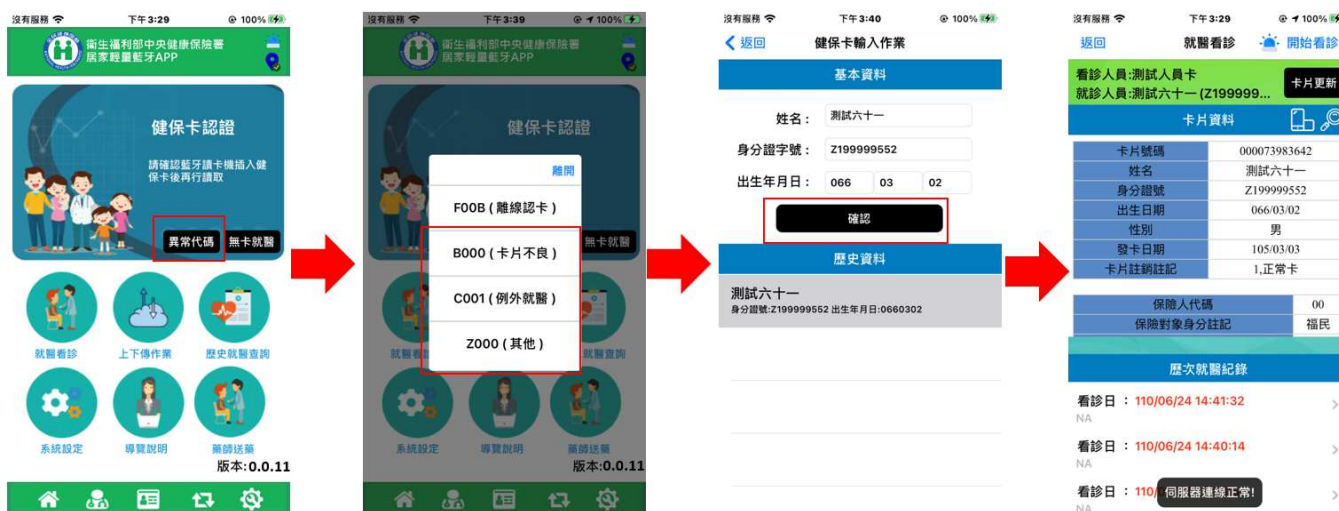 沒有服務
下午3:29
100%
衛生福利部中央健康保險署
居家輕量藍牙APP
健保卡認證
請確認藍牙讀卡機插入健
保卡後再行讀取
異常代碼
無卡就醫
就醫看診
上下傳作業
歷史就醫查詢
系統設定
導覽說明
藥師送藥
版本:0.0.11
沒有服務
下午3:39
100%
衛生福利部中央健康保險署
居家輕量藍牙APP
健保卡認證
離開
F00B ( 離線認卡 )
B000 ( 卡片不良 )
C001 ( 例外就醫 )
Z000 ( 其他 )
無卡就醫
就醫看
就醫查詢
系統設定
導覽說明
藥師送藥
版本:0.0.11
沒有服務
下午3:40
100%
返回
健保卡輸入作業
基本資料
姓名 : 測試六十一
身分證字號 : Z199999552
出生年月日 : 066 03 02
確認
歷史資料
測試六十一
身分證號:Z199999552 出生年月日:0660302
沒有服務
下午3:29
100%
返回
就醫看診
開始看診
看診人員:測試人員卡
就診人員:測試六十一 (Z199999...
卡片更新
卡片資料
卡片號碼 000073983642
姓名 測試六十一
身分證號 Z199999552
出生日期 066/03/02
性別 男
發卡日期 105/03/03
卡片註銷註記 1,正常卡
保險人代碼 00
保險對象身分註記 福民
歷次就醫紀錄
看診日 : 110/06/24 14:41:32
NA
看診日 : 110/06/24 14:40:14
NA
看診日 : 110/
伺服器連線正常!
NA